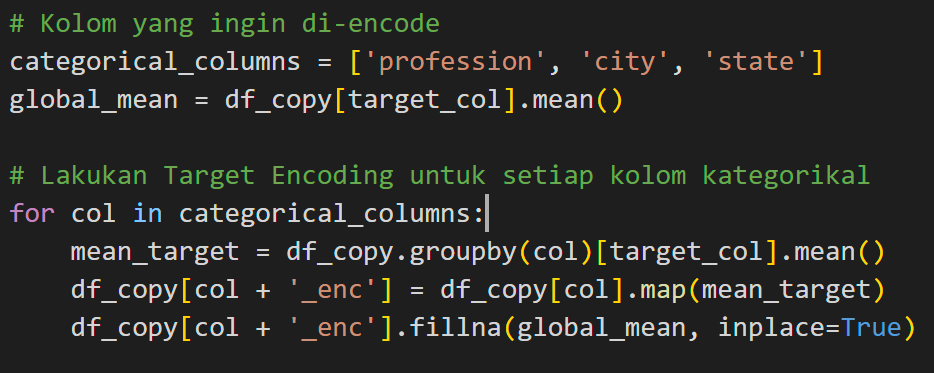 # Kolom yang ingin di-encode
categorical_columns = ['profession', 'city', 'state']
global_mean = df_copy[target_col].mean()
# Lakukan Target Encoding untuk setiap kolom kategorikal
for col in categorical_columns:
    mean_target = df_copy.groupby(col)[target_col].mean()
    df_copy[col + '_enc'] = df_copy[col].map(mean_target)
    df_copy[col + '_enc'].fillna(global_mean, inplace=True)